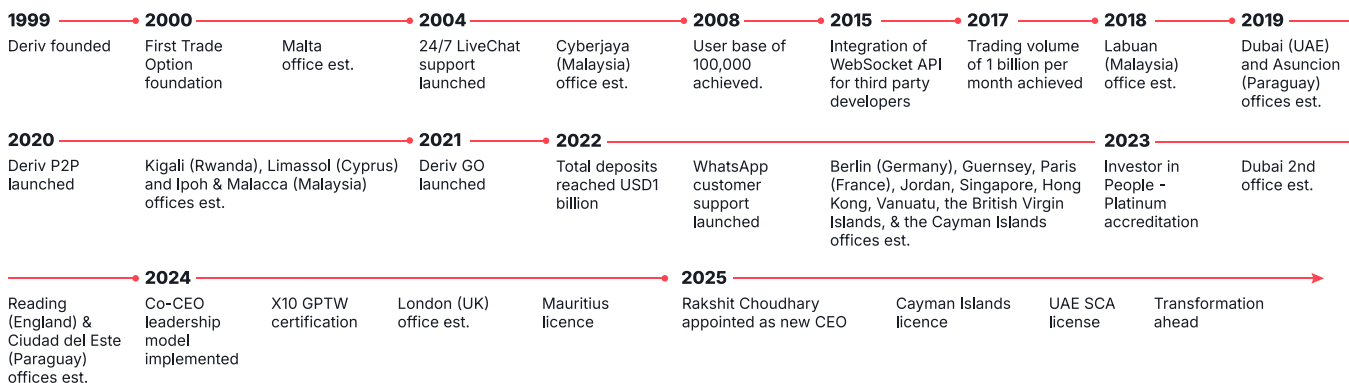 1999
Deriv founded
2000
First Trade
Option
foundation
Malta
office est.
2004
24/7 LiveChat
support
launched
Cyberjaya
(Malaysia)
office est.
2008
User base of
100,000
achieved.
2015
Integration of
WebSocket API
for third party
developers
2017
Trading volume
of 1 billion per
month achieved
2018
Labuan
(Malaysia)
office est.
2019
Dubai (UAE)
and Asuncion
(Paraguay)
offices est.
2020
Deriv P2P
launched
Kigali (Rwanda), Limassol (Cyprus)
and Ipoh & Malacca (Malaysia)
offices est.
2021
Deriv GO
launched
2022
Total deposits
reached USD1
billion
WhatsApp
customer
support
launched
Berlin (Germany), Guernsey, Paris
(France), Jordan, Singapore, Hong
Kong, Vanuatu, the British Virgin
Islands, & the Cayman Islands
offices est.
2023
Investor in
People -
Platinum
accreditation
Dubai 2nd
office est.
Reading
(England) &
Ciudad del Este
(Paraguay)
offices est.
2024
Co-CEO
leadership
model
implemented
X10 GPTW
certification
London (UK)
office est.
Mauritius
licence
2025
Rakshit Choudhary
appointed as new CEO
Cayman Islands
licence
UAE SCA
license
Transformation
ahead